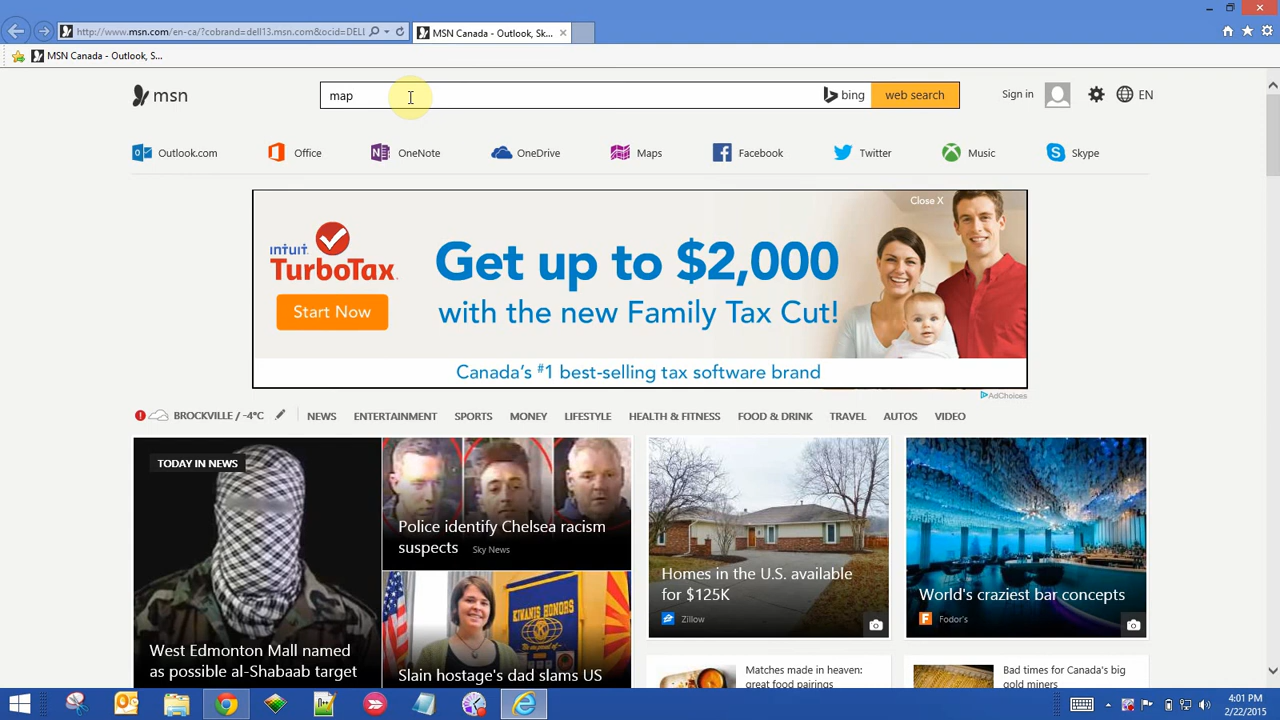 http://www.msn.com/en-ca/?cobrand=dell13.msn.com&ocid=DELI
MSN Canada - Outlook, Sk...
MSN Canada - Outlook, S...
msn
map
bing
web search
Sign in
EN
Outlook.com
Office
OneNote
OneDrive
Maps
Facebook
Twitter
Music
Skype
Close X
intuit
TurboTax
Start Now
Get up to $2,000
with the new Family Tax Cut!
Canada's #1 best-selling tax software brand
AdChoices
BROCKVILLE / -4°C
NEWS
ENTERTAINMENT
SPORTS
MONEY
LIFESTYLE
HEALTH & FITNESS
FOOD & DRINK
TRAVEL
AUTOS
VIDEO
TODAY IN NEWS
West Edmonton Mall named
as possible al-Shabaab target
Police identify Chelsea racism
suspects Sky News
KIWANIS HONORS
Slain hostage's dad slams US
Homes in the U.S. available
for $125K
Zillow
World's craziest bar concepts
Fodor's
Matches made in heaven:
great food pairings
Bad times for Canada's big
gold miners
4:01 PM
2/22/2015